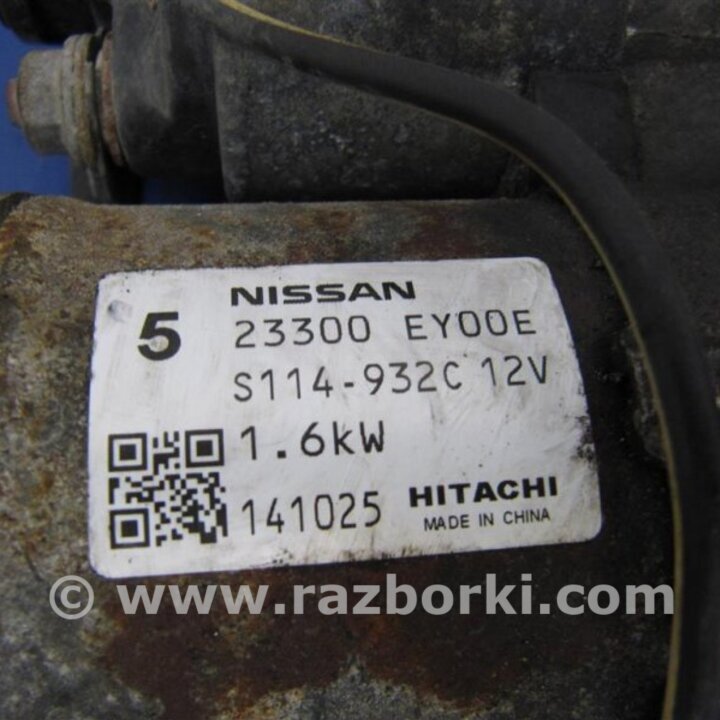 NISSAN
5 23300 EY00E
S114-932C 12V
1.6kW
141025 HITACHI
MADE IN CHINA
© www.razborki.com